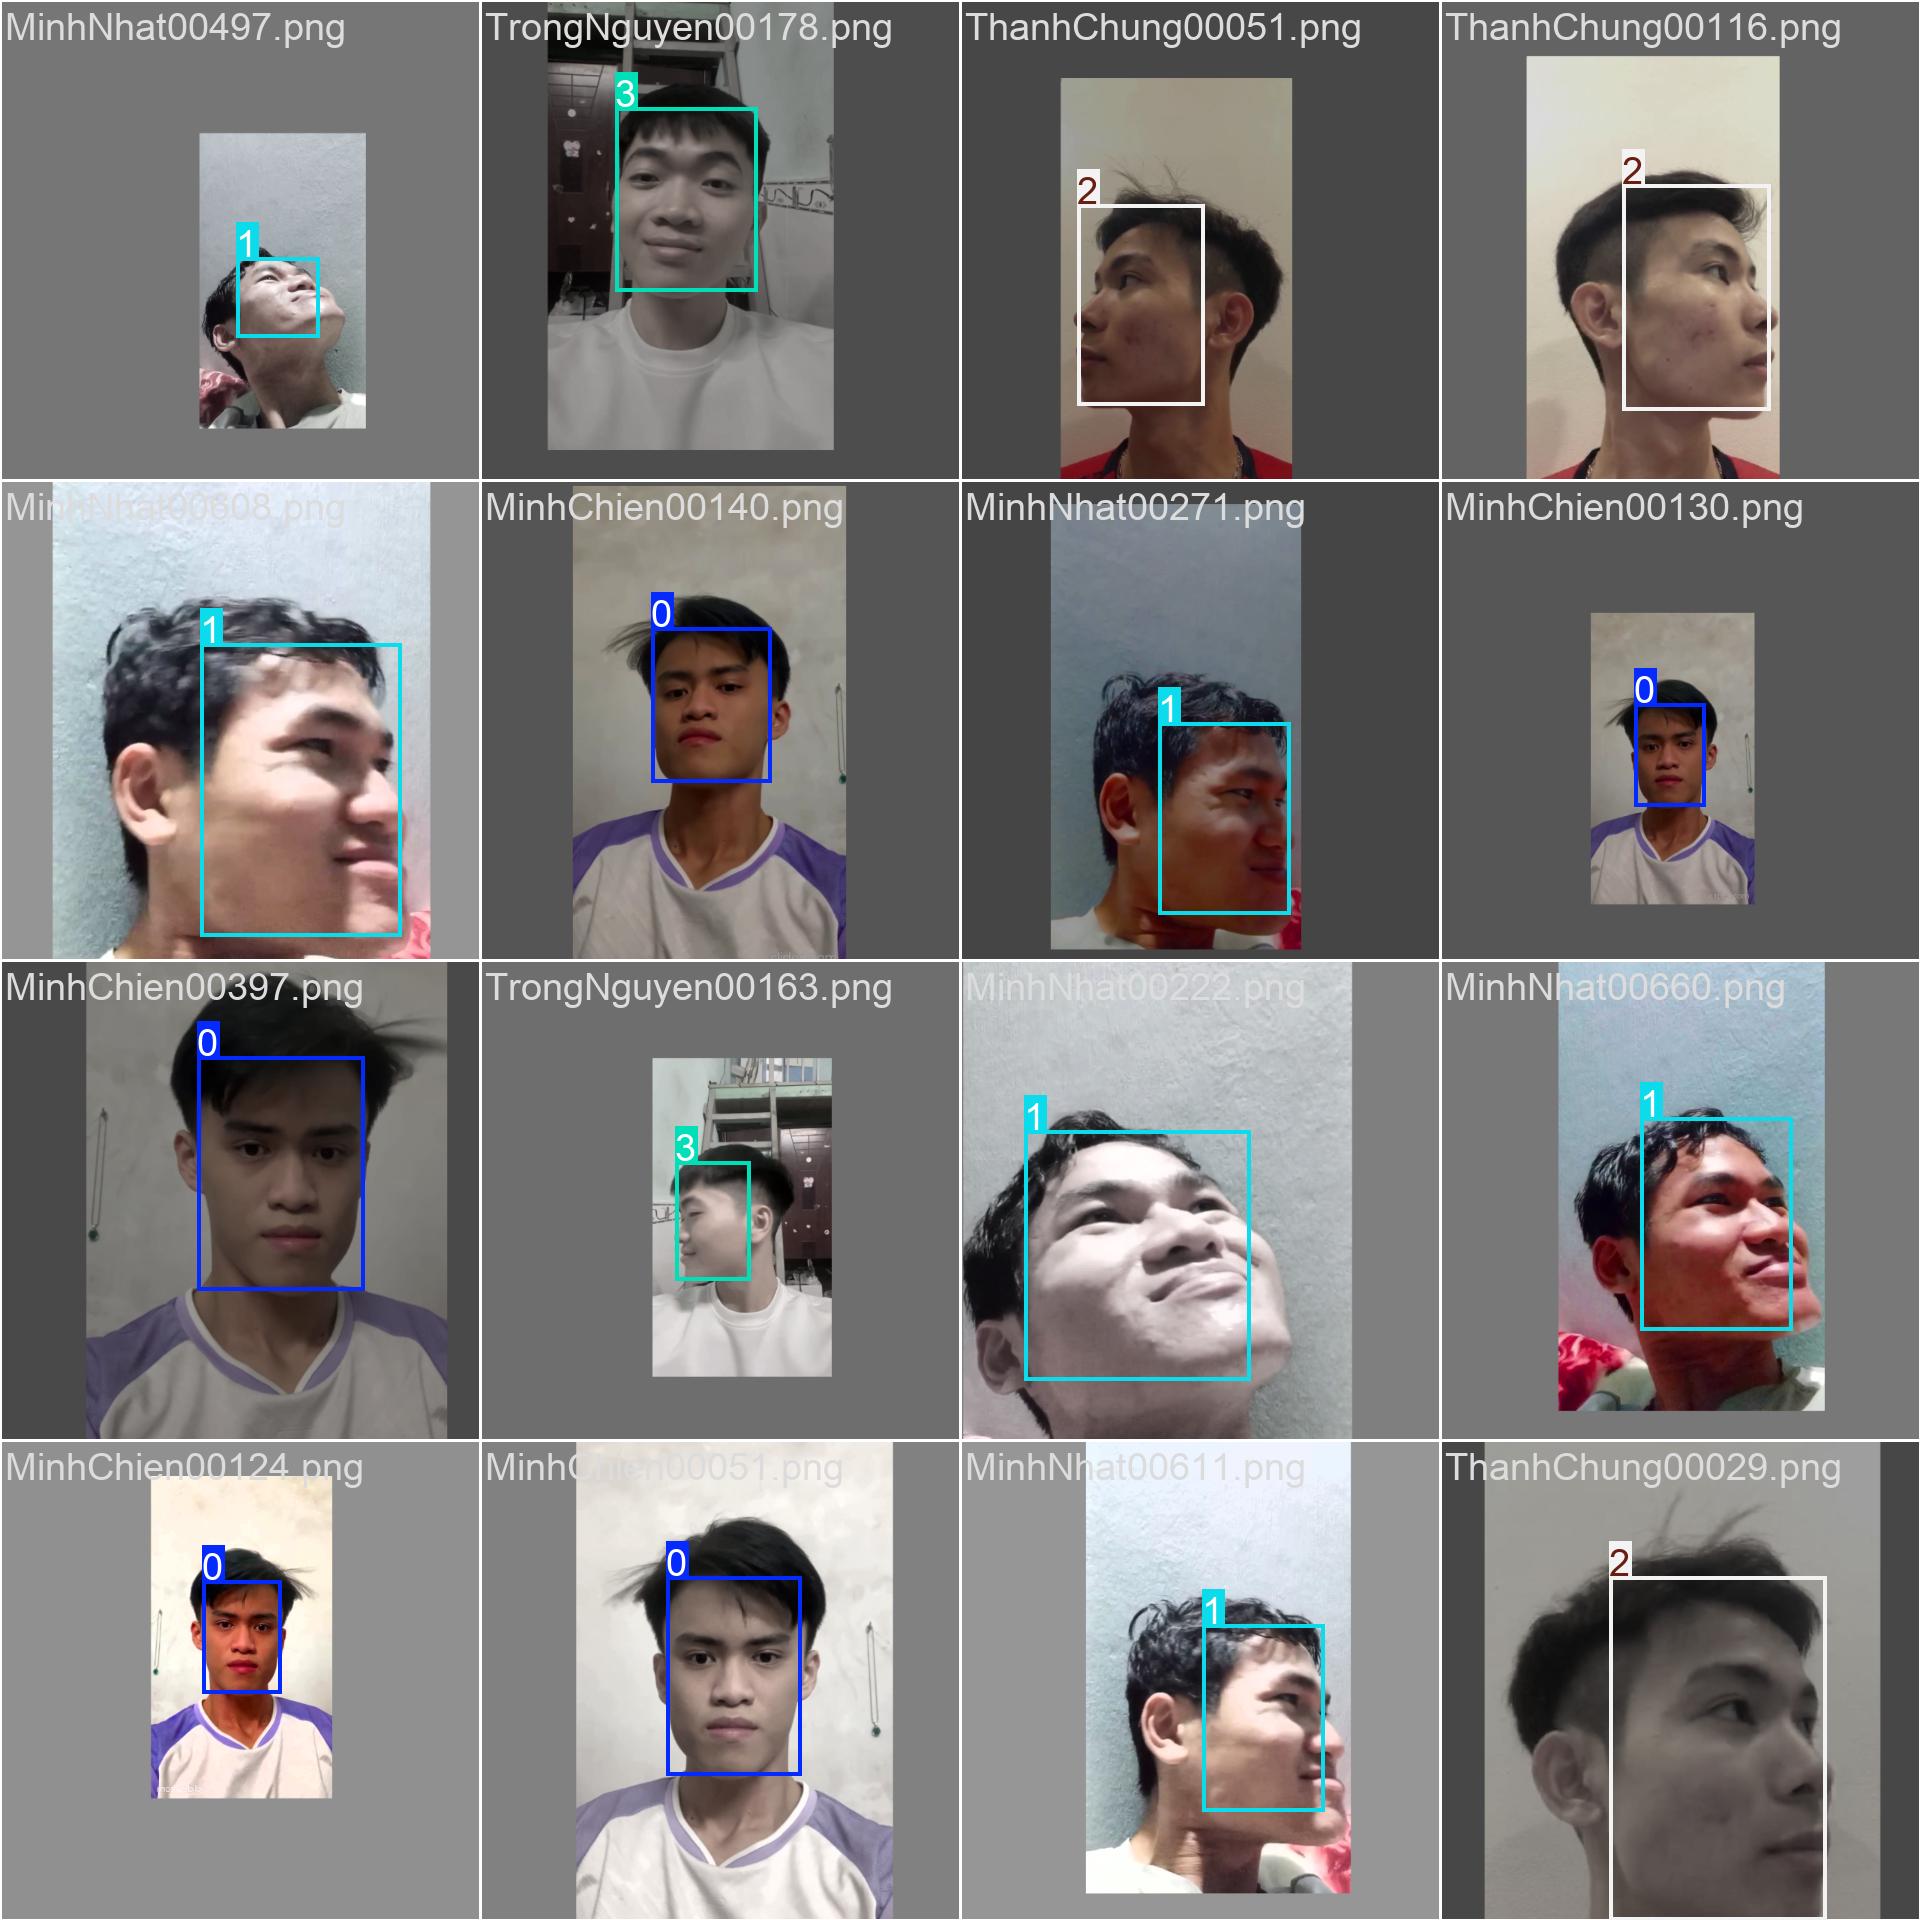 MinhNhat00497.png
TrongNguyen00178.png
ThanhChung00051.png
ThanhChung00116.png
1
3
2
2
MinhNhat00608.png
MinhChien00140.png
MinhNhat00271.png
MinhChien00130.png
1
0
1
0
MinhChien00397.png
TrongNguyen00163.png
MinhNhat00222.png
MinhNhat00660.png
0
3
1
1
MinhChien00124.png
MinhChien00051.png
MinhNhat00611.png
ThanhChung00029.png
0
0
1
2